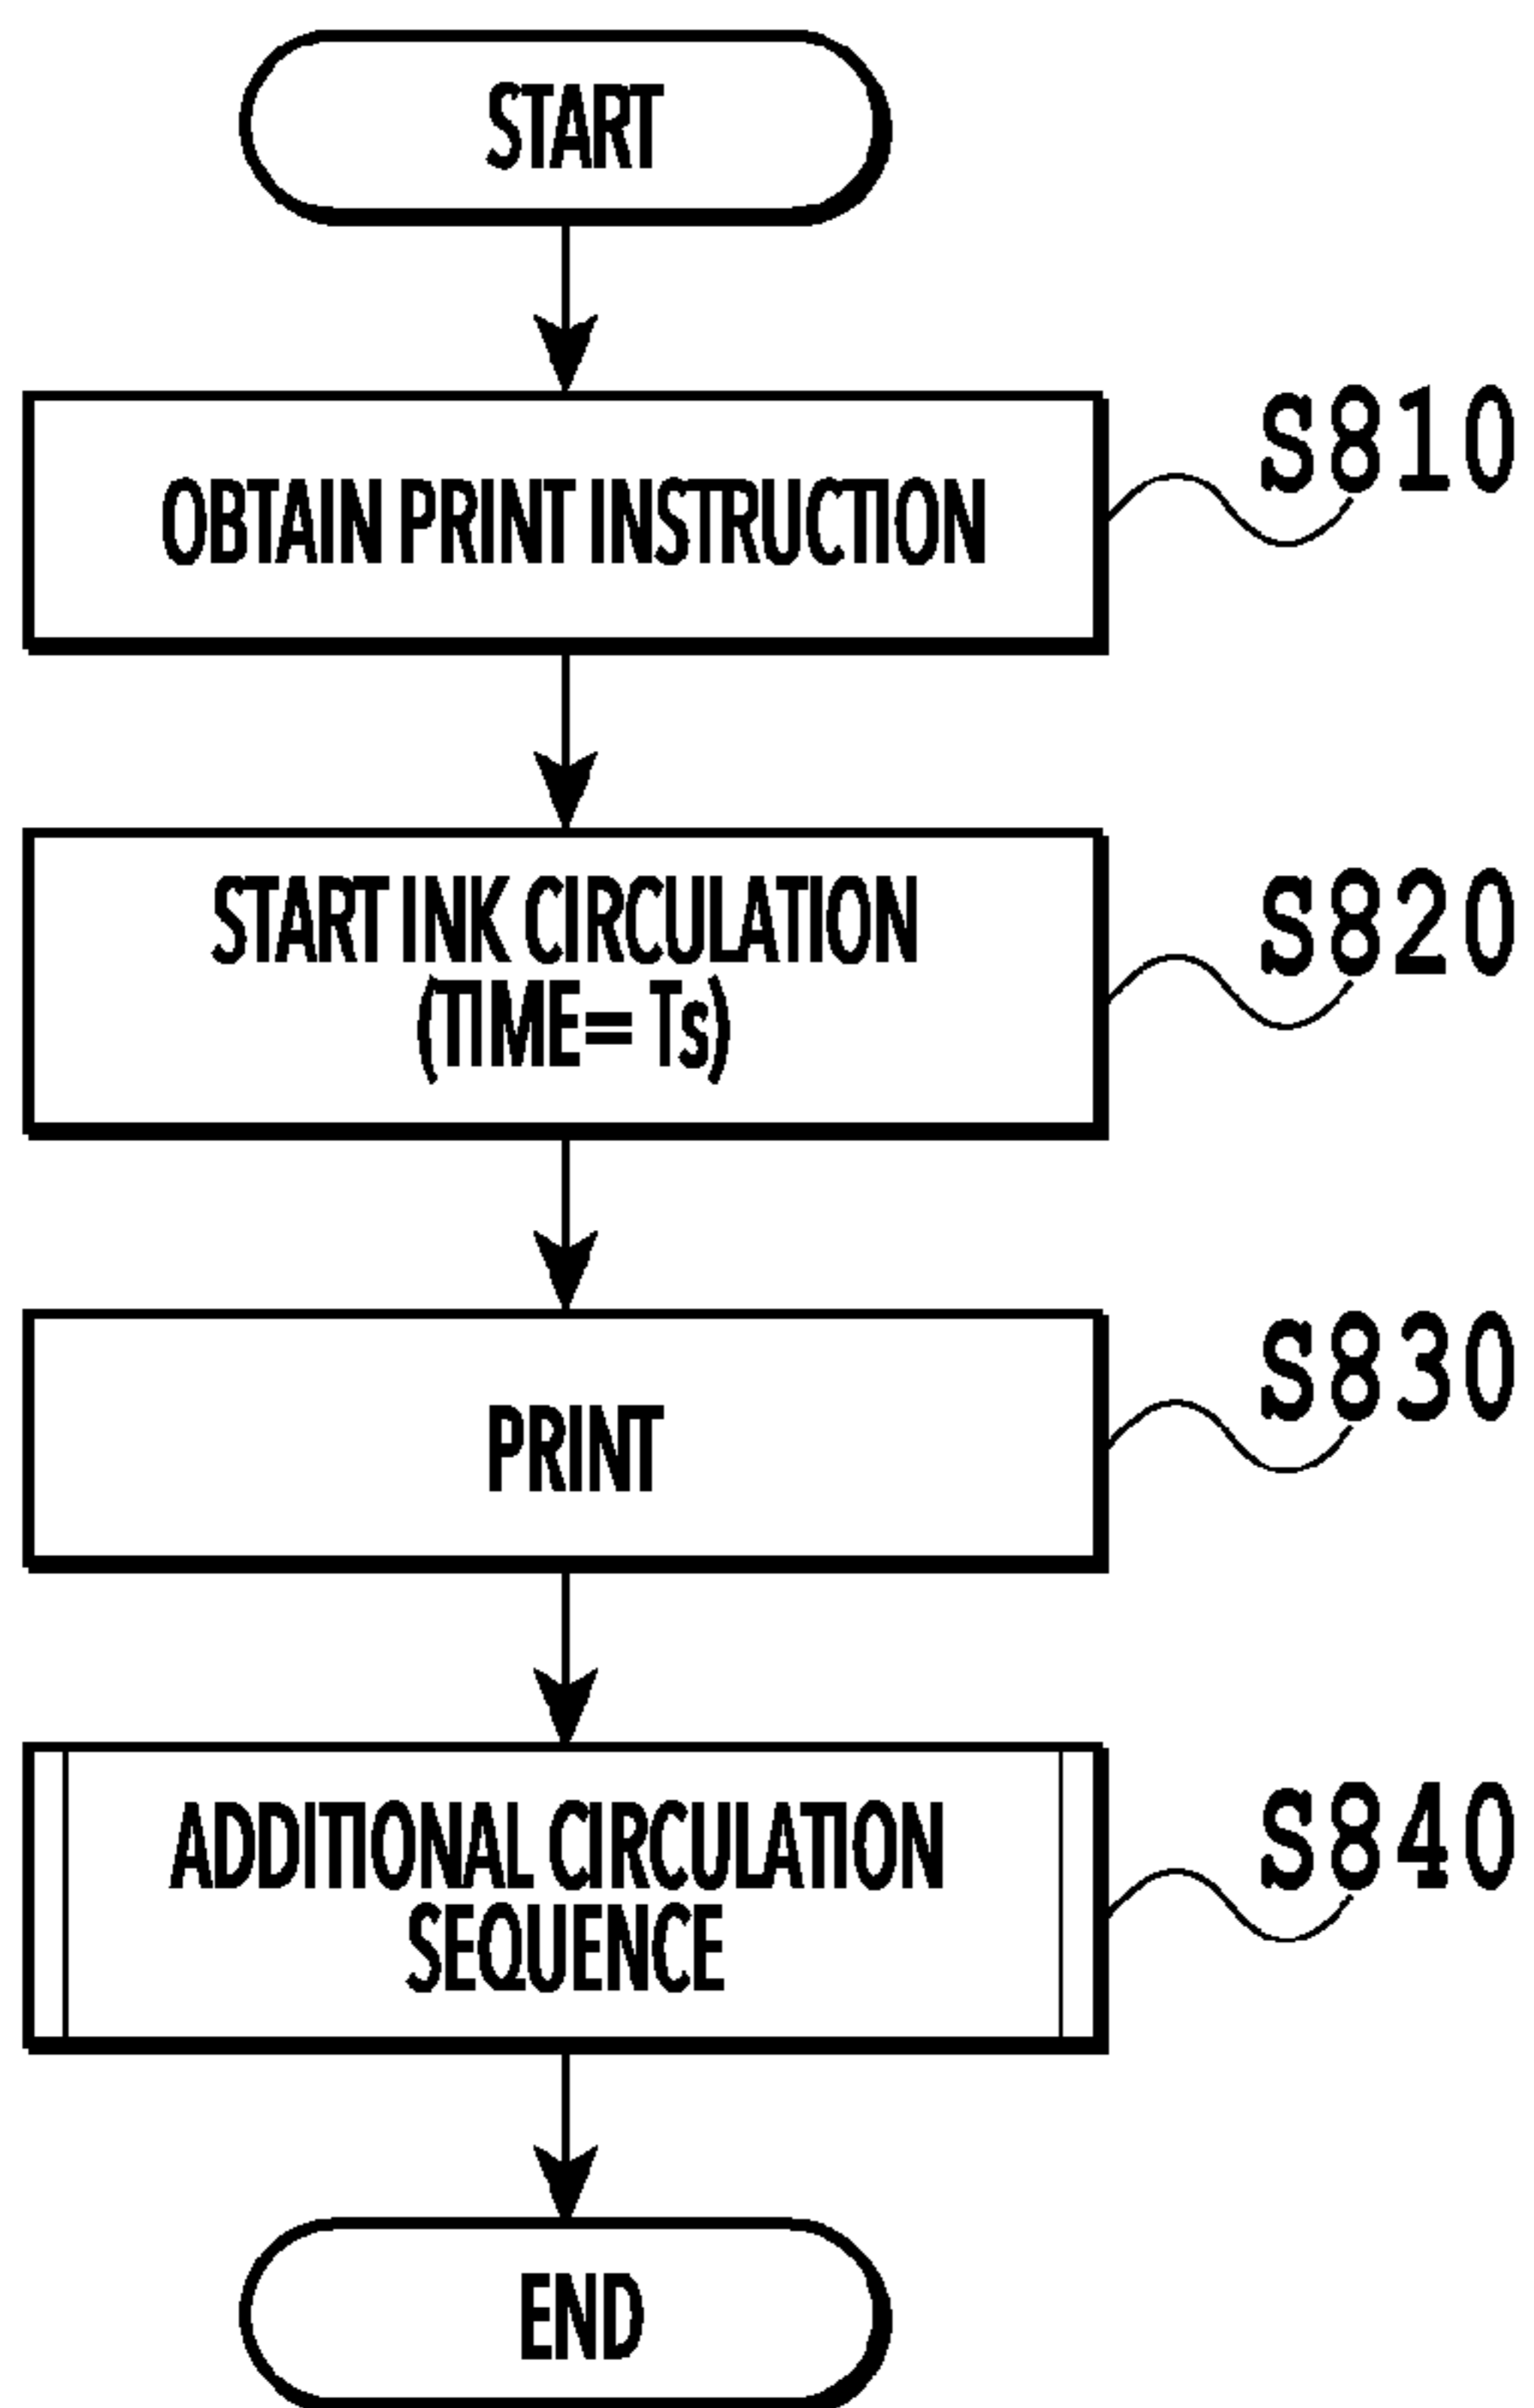 START
OBTAIN PRINT INSTRUCTION
S810
START INK CIRCULATION
(TIME= Ts)
S820
PRINT
S830
ADDITIONAL CIRCULATION
SEQUENCE
S840
END